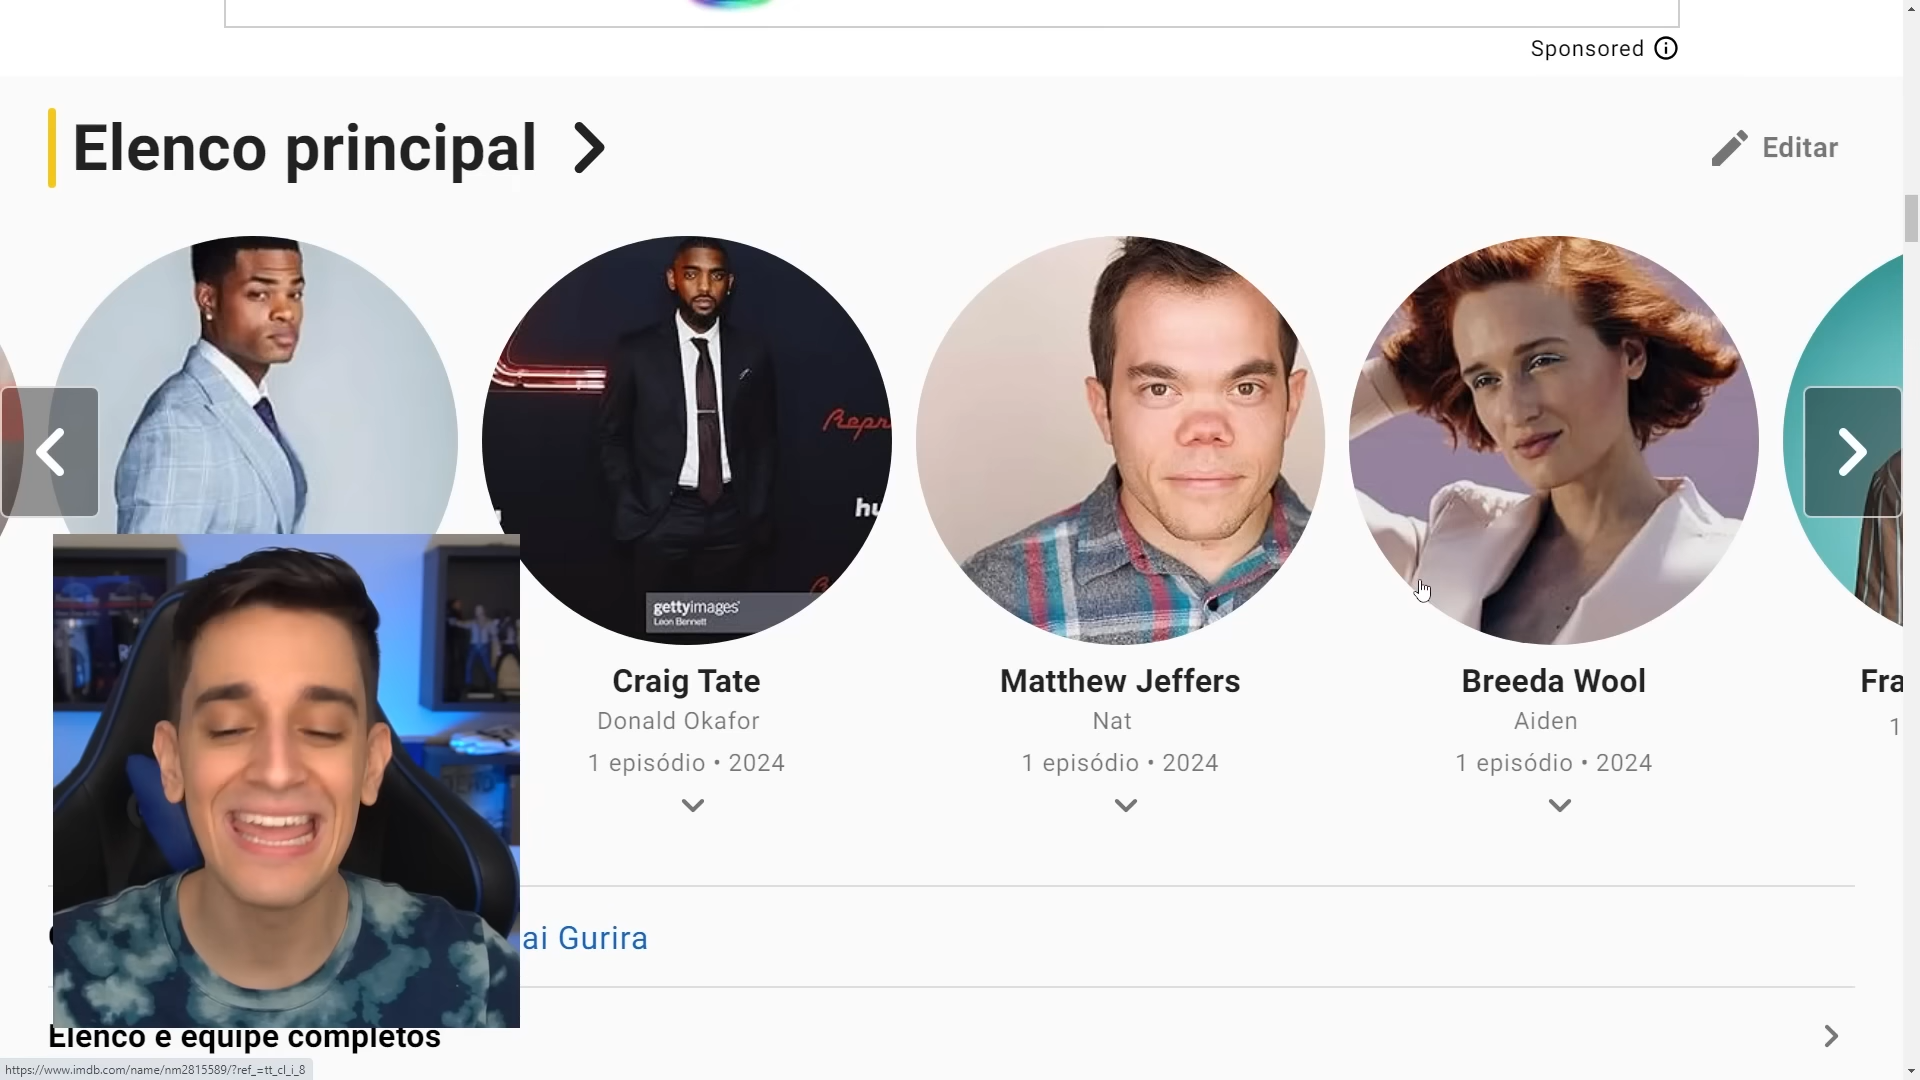 Sponsored
Elenco principal
Editar
gettyimages
Leon Bennett
Craig Tate
Matthew Jeffers
Breeda Wool
Fra
Donald Okafor
Nat
Aiden
1
1 episódio • 2024
1 episódio • 2024
1 episódio • 2024
ai Gurira
Elenco e equipe completos
https://www.imdb.com/name/nm2815589/?ref_=tt_cl_i_8